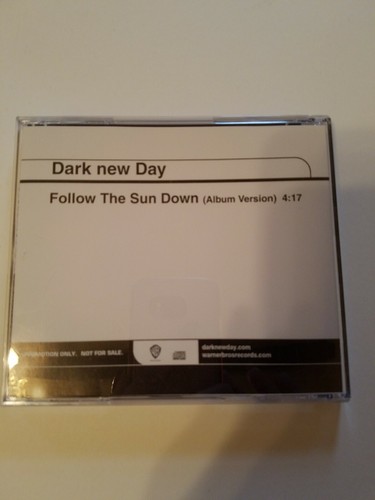 Dark new Day
Follow The Sun Down (Album Version) 4:17
ONLY. NOT FOR SALE.
darknewday.com
warnerbrosrecords.com